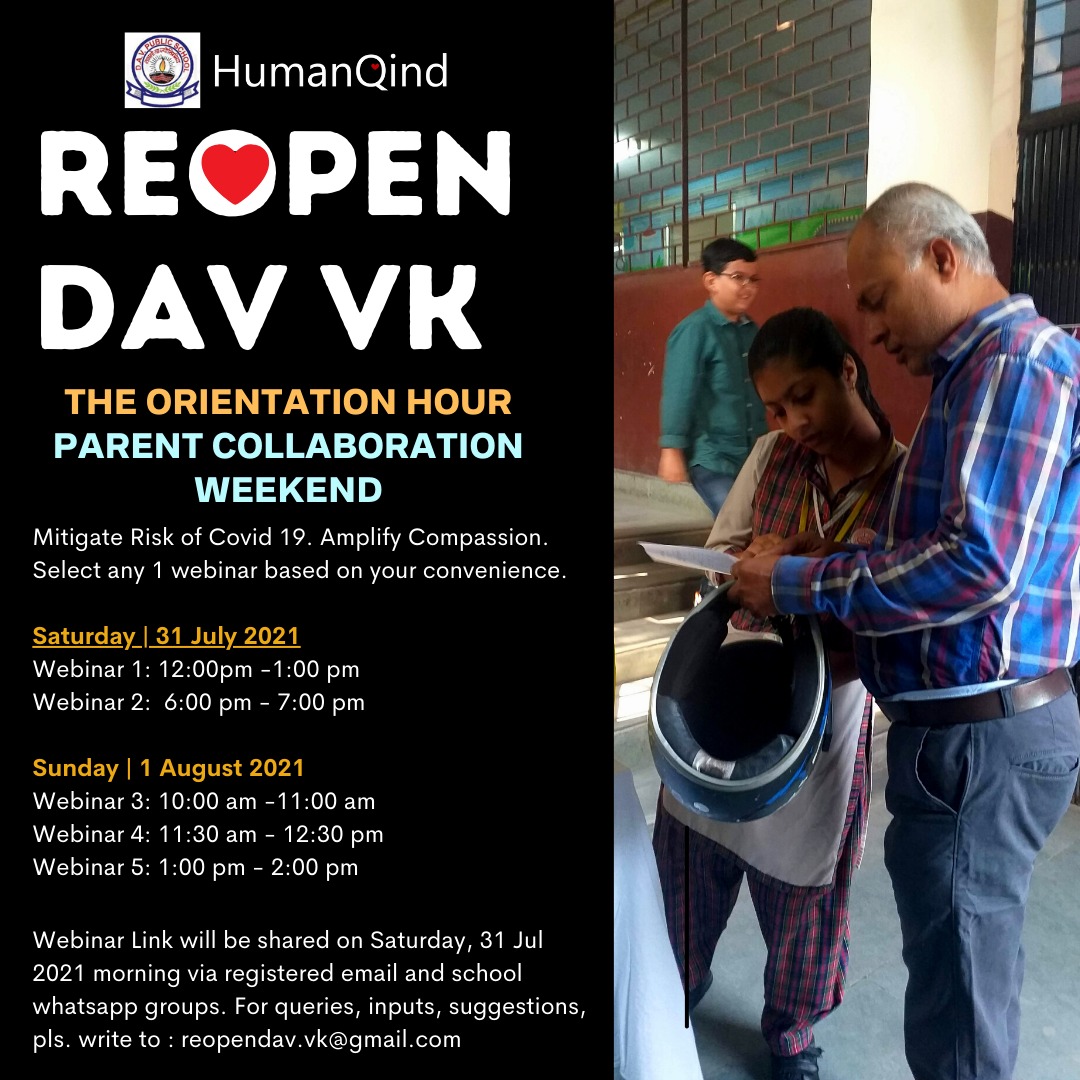 D.A.V. PUBLIC SCHOOL
HumanQind
REOPEN
DAV VK
THE ORIENTATION HOUR
PARENT COLLABORATION
WEEKEND
Mitigate Risk of Covid 19. Amplify Compassion.
Select any 1 webinar based on your convenience.
Saturday | 31 July 2021
Webinar 1: 12:00pm -1:00 pm
Webinar 2: 6:00 pm - 7:00 pm
Sunday | 1 August 2021
Webinar 3: 10:00 am -11:00 am
Webinar 4: 11:30 am - 12:30 pm
Webinar 5: 1:00 pm - 2:00 pm
Webinar Link will be shared on Saturday, 31 Jul
2021 morning via registered email and school
whatsapp groups. For queries, inputs, suggestions,
pls. write to : reopendav.vk@gmail.com